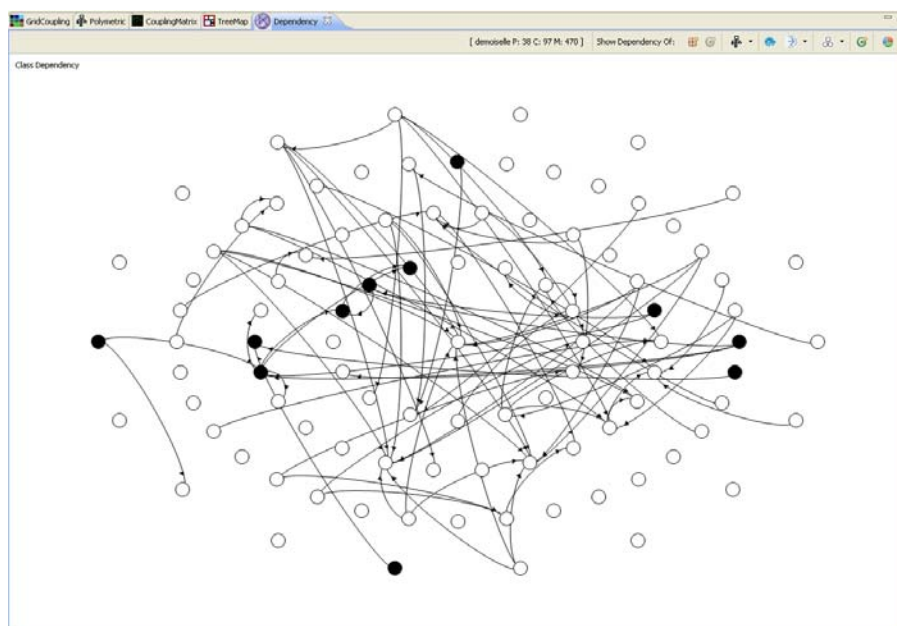 GridCoupling Polymetric CouplingMatrix TreeMap Dependency
[ demoiselle P: 38 C: 97 M: 470 ] Show Dependency Of:
Class Dependency